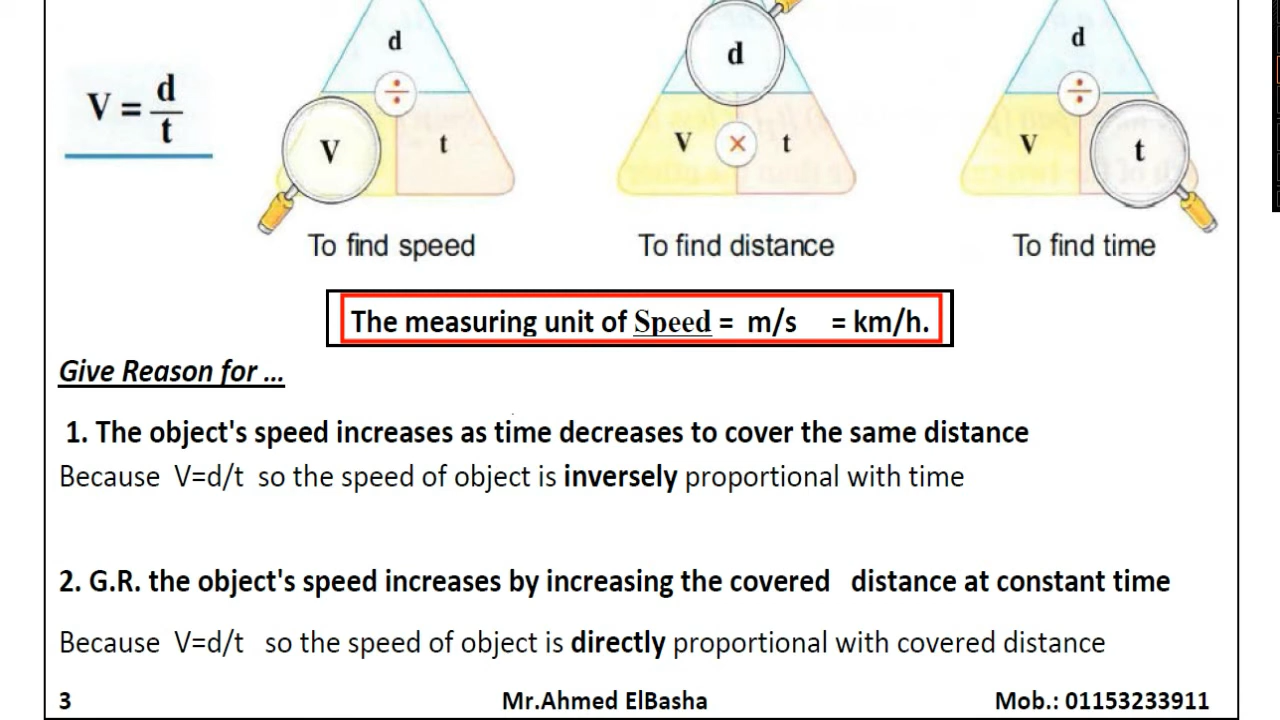 V = d/t
d
÷
V
t
To find speed
d
V
×
t
To find distance
d
÷
V
t
To find time
The measuring unit of Speed = m/s = km/h.
Give Reason for ...
1. The object's speed increases as time decreases to cover the same distance
Because V=d/t so the speed of object is inversely proportional with time
2. G.R. the object's speed increases by increasing the covered distance at constant time
Because V=d/t so the speed of object is directly proportional with covered distance
3 Mr.Ahmed ElBasha Mob.: 01153233911